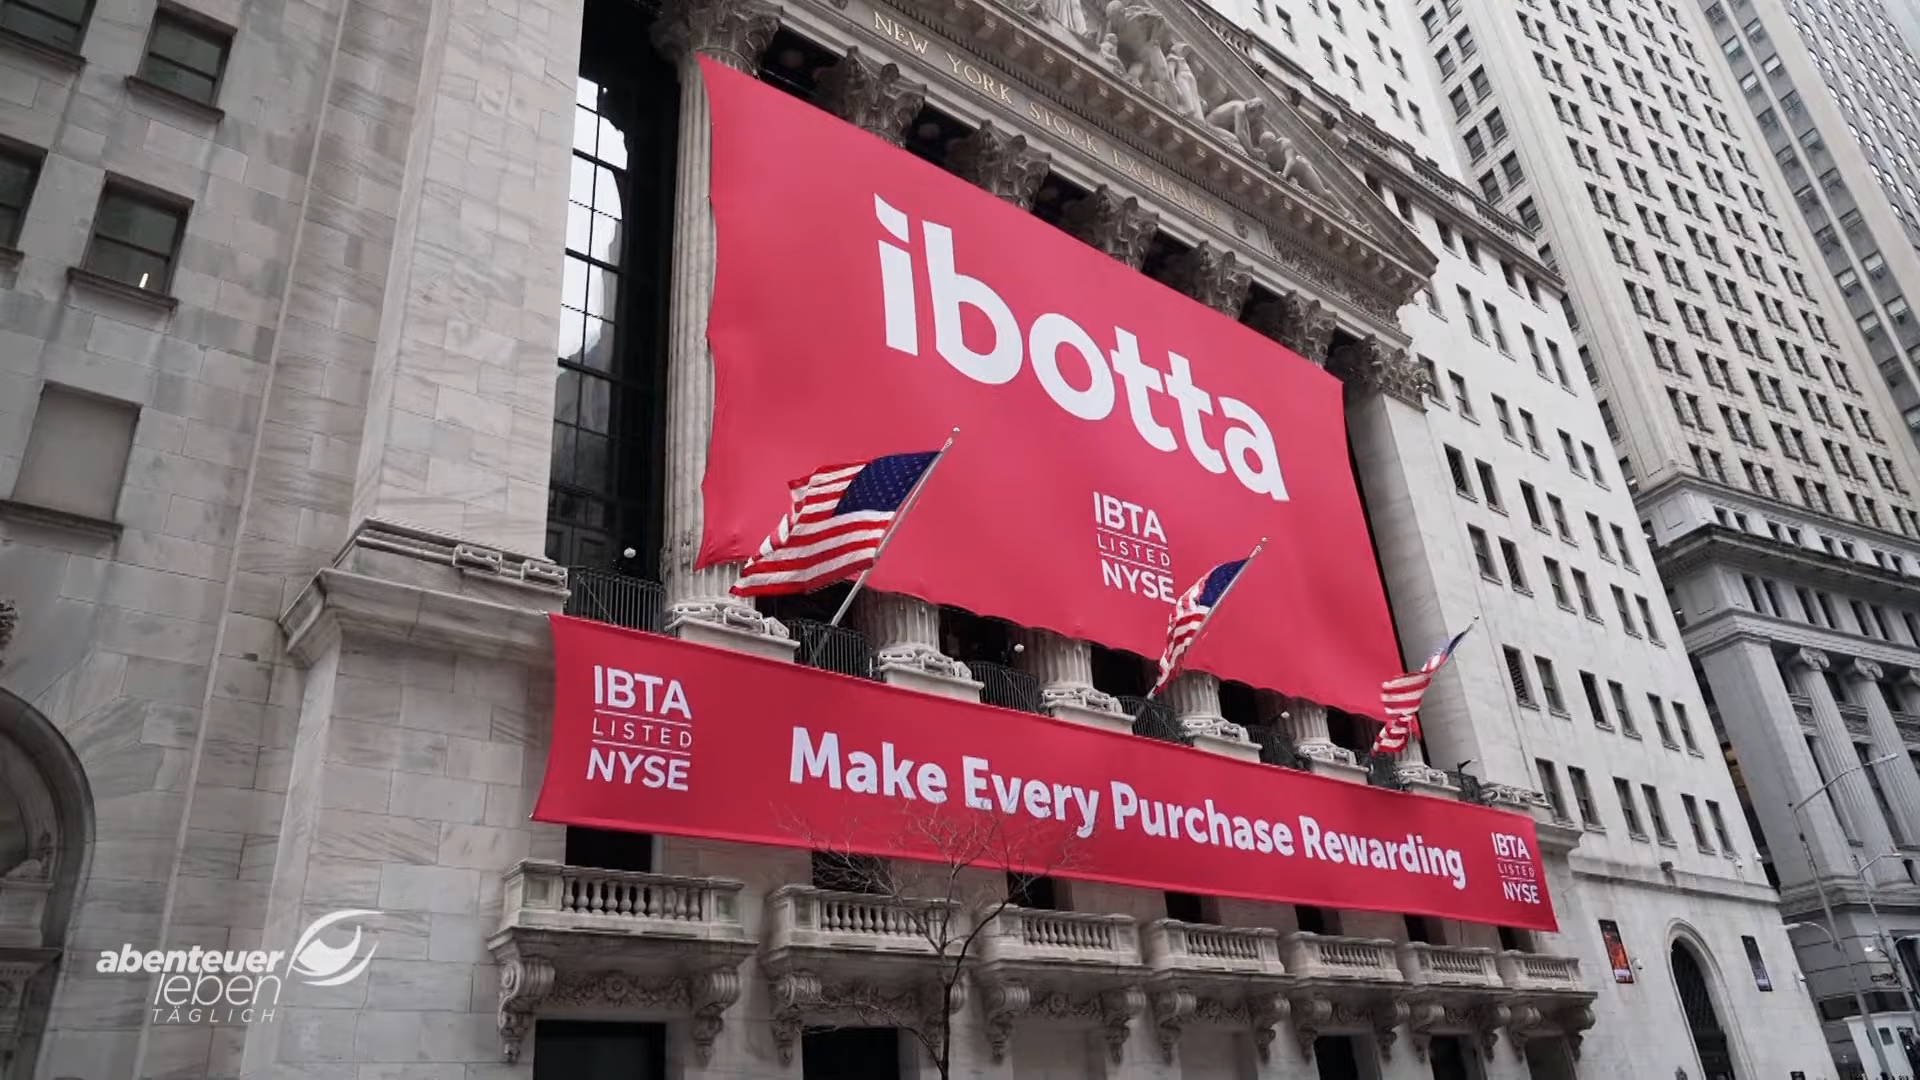 NEW YORK STOCK EXCHANGE
ibotta
IBTA
LISTED
NYSE
IBTA
LISTED
NYSE
Make Every Purchase Rewarding
IBTA
LISTED
NYSE
abenteuer
leben
TÄGLICH